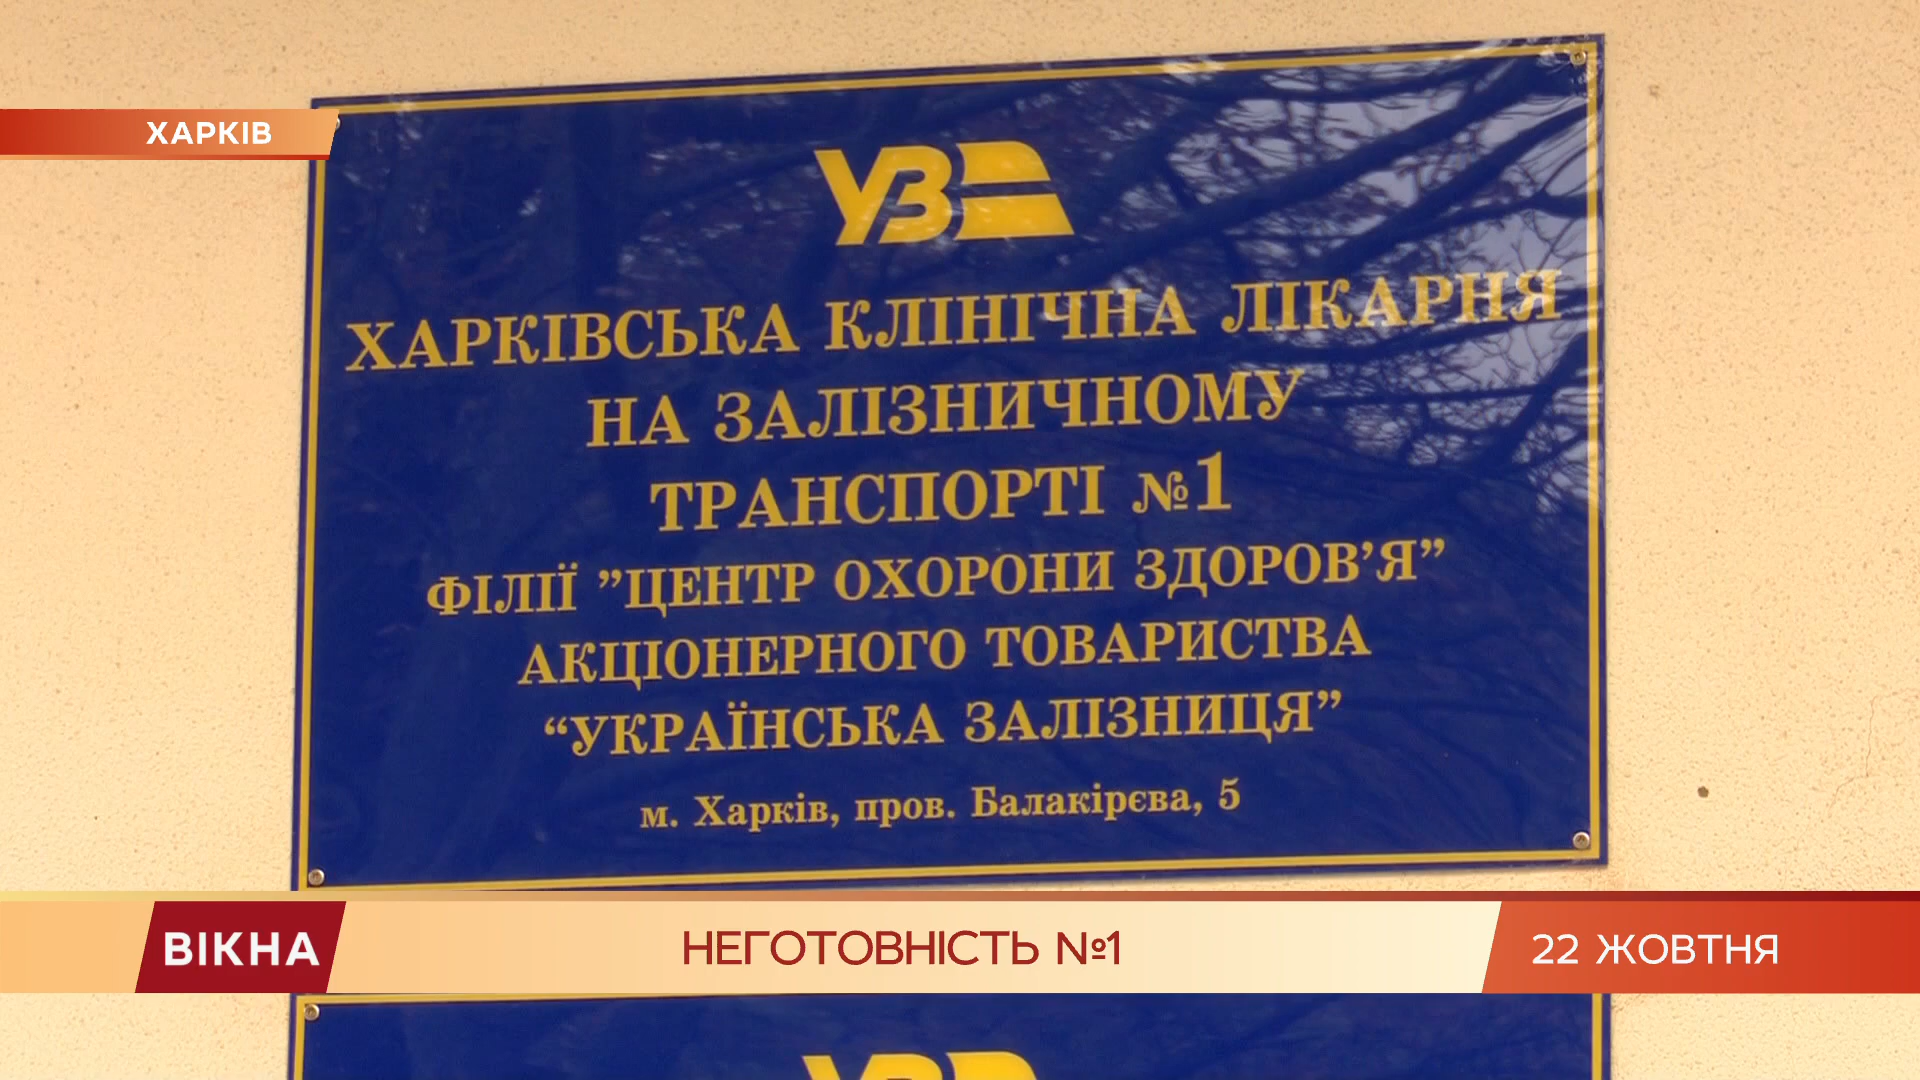 ХАРКІВ
УЗ
ХАРКІВСЬКА КЛІНІЧНА ЛІКАРНЯ
НА ЗАЛІЗНИЧНОМУ
ТРАНСПОРТІ №1
ФІЛІЇ ”ЦЕНТР ОХОРОНИ ЗДОРОВ’Я”
АКЦІОНЕРНОГО ТОВАРИСТВА
“УКРАЇНСЬКА ЗАЛІЗНИЦЯ”
м. Харків, пров. Балакірєва, 5
ВІКНА
НЕГОТОВНІСТЬ №1
22 ЖОВТНЯ
УЗ